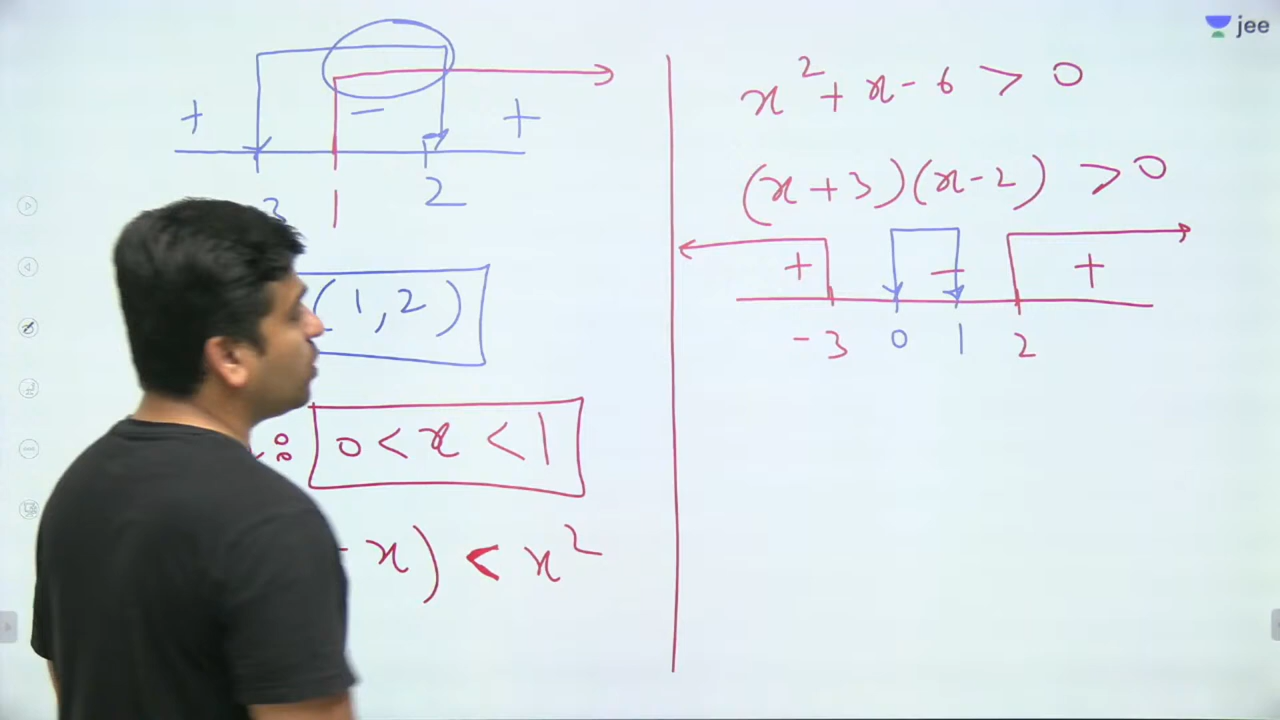 jee
+ − +
3 1 2
(1,2)
: 0 < x < 1
- x) < x²
x² + x - 6 > 0
(x+3)(x-2) > 0
+ − +
-3 0 1 2